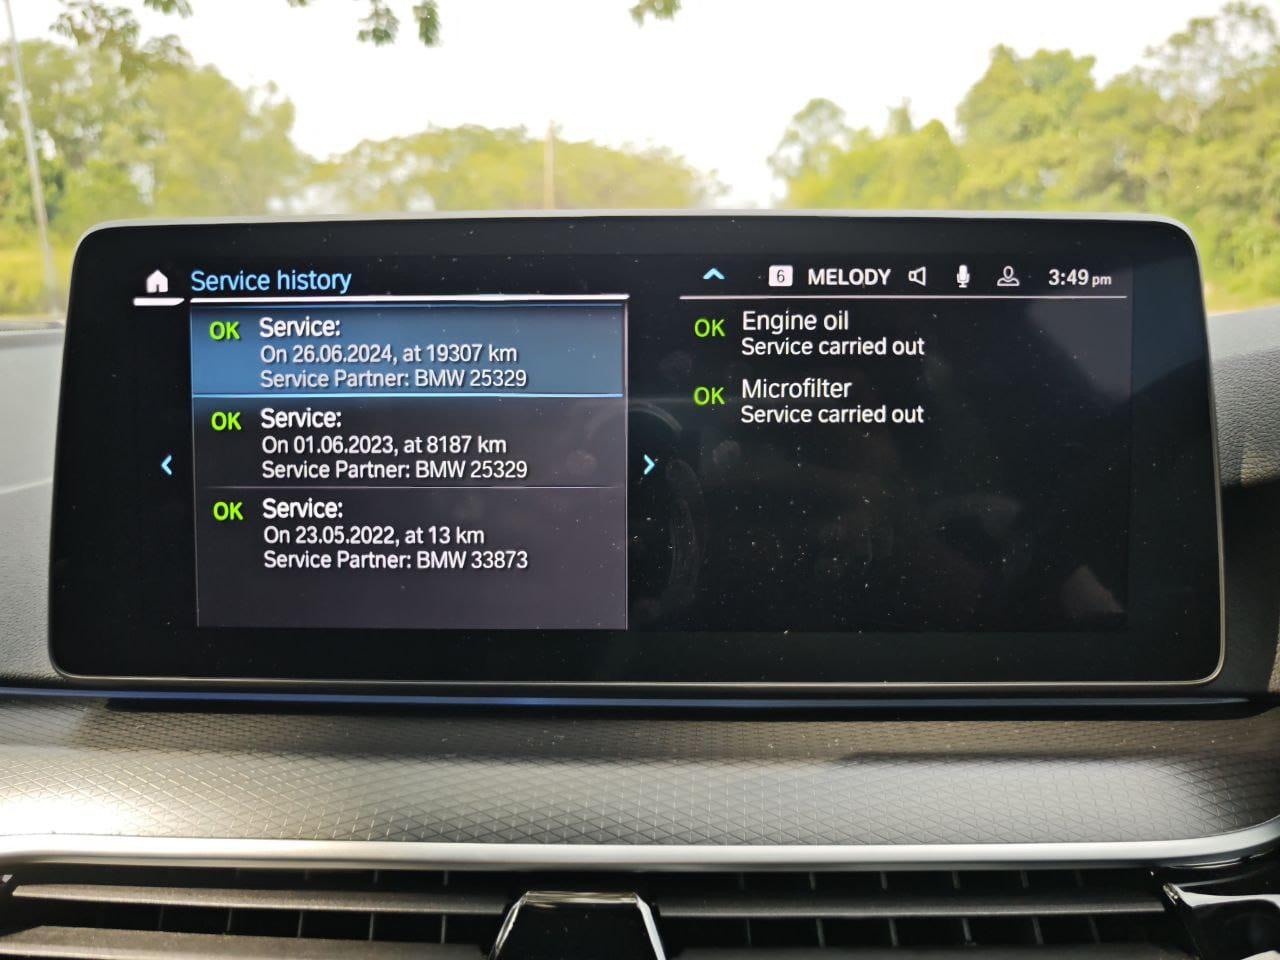 Service history
6 MELODY 3:49 pm
OK Service:
On 26.06.2024, at 19307 km
Service Partner: BMW 25329
OK Service:
On 01.06.2023, at 8187 km
Service Partner: BMW 25329
OK Service:
On 23.05.2022, at 13 km
Service Partner: BMW 33873
OK Engine oil
Service carried out
OK Microfilter
Service carried out